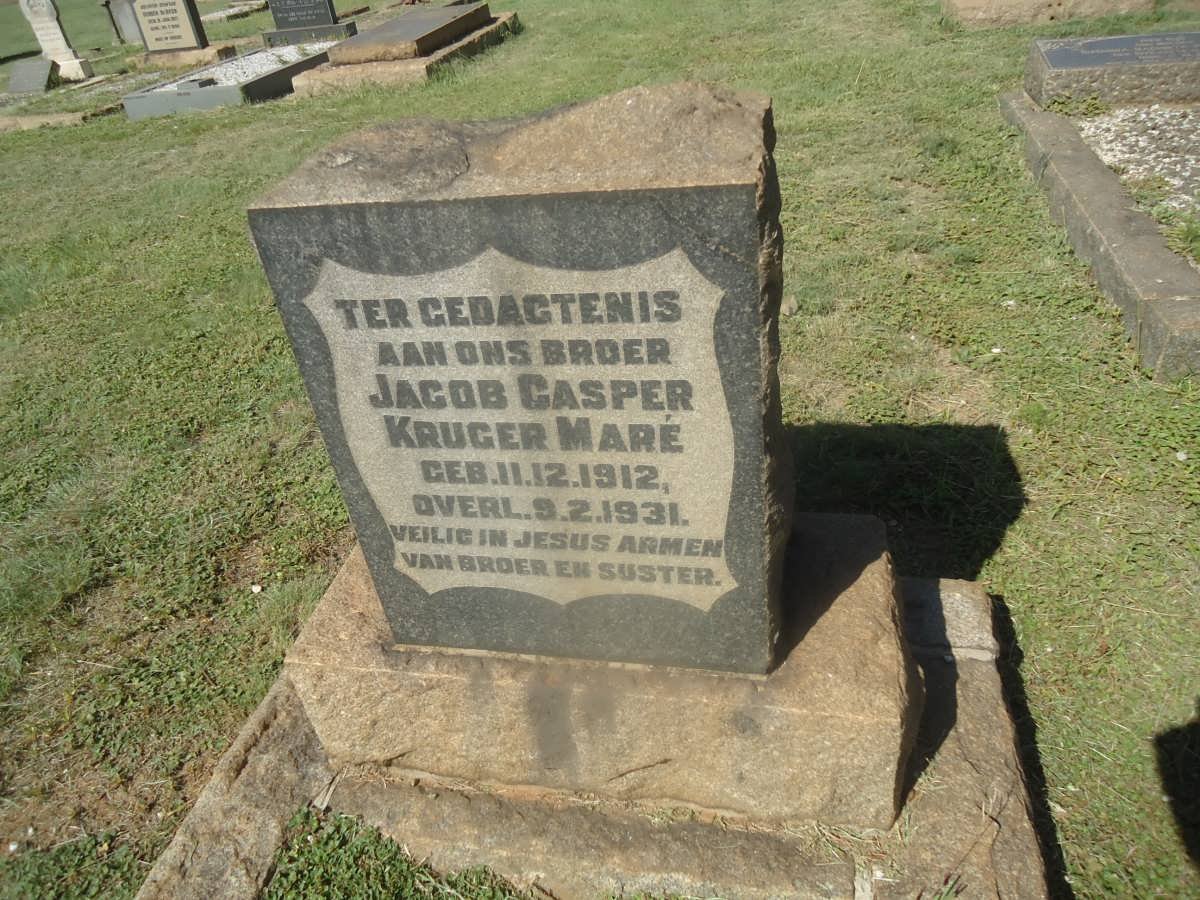 TER GEDAGTENIS
AAN ONS BROER
JACOB CASPER
KRUGER MARÉ
GEB. 11.12.1912,
OVERL. 9.2.1931.
VEILIG IN JESUS ARMEN
VAN BROER EN SUSTER.